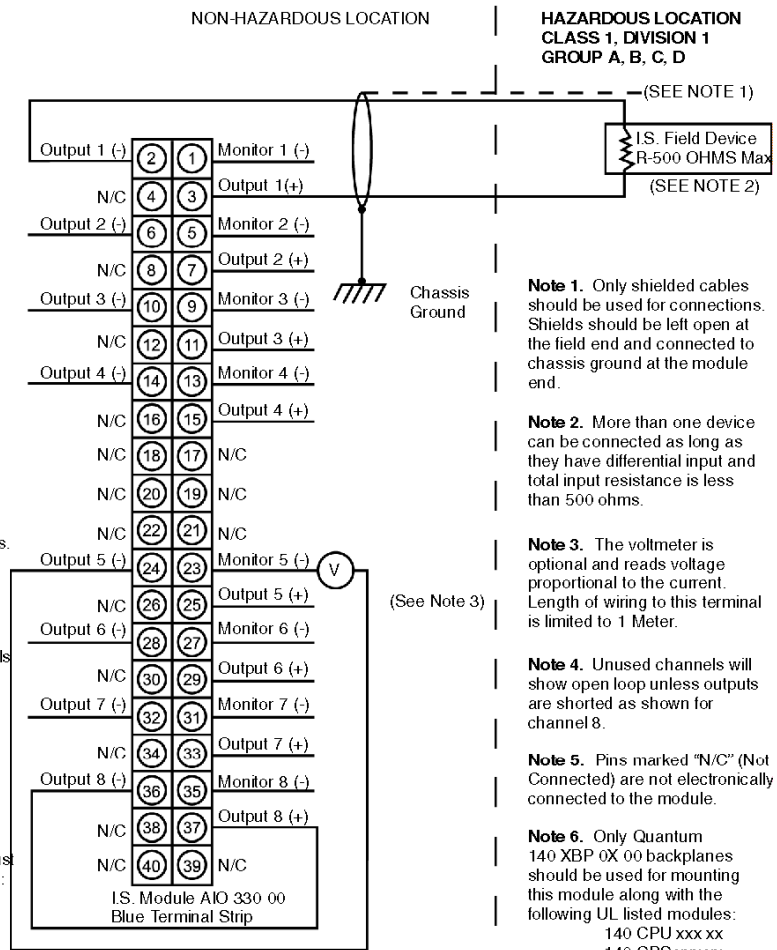 NON-HAZARDOUS LOCATION
HAZARDOUS LOCATION
CLASS 1, DIVISION 1
GROUP A, B, C, D
(SEE NOTE 1)
I.S. Field Device
R-500 OHMS Max
(SEE NOTE 2)
Output 1 (-) 2 1 Monitor 1 (-)
N/C 4 3 Output 1(+)
Output 2 (-) 6 5 Monitor 2 (-)
N/C 8 7 Output 2 (+)
Output 3 (-) 10 9 Monitor 3 (-)
N/C 12 11 Output 3 (+)
Output 4 (-) 14 13 Monitor 4 (-)
N/C 16 15 Output 4 (+)
N/C 18 17 N/C
N/C 20 19 N/C
N/C 22 21 N/C
Output 5 (-) 24 23 Monitor 5 (-) V
N/C 26 25 Output 5 (+)
Output 6 (-) 28 27 Monitor 6 (-)
N/C 30 29 Output 6 (+)
Output 7 (-) 32 31 Monitor 7 (-)
N/C 34 33 Output 7 (+)
Output 8 (-) 36 35 Monitor 8 (-)
N/C 38 37 Output 8 (+)
N/C 40 39 N/C
I.S. Module AIO 330 00
Blue Terminal Strip
Chassis
Ground
(See Note 3)
Note 1. Only shielded cables
should be used for connections.
Shields should be left open at
the field end and connected to
chassis ground at the module
end.
Note 2. More than one device
can be connected as long as
they have differential input and
total input resistance is less
than 500 ohms.
Note 3. The voltmeter is
optional and reads voltage
proportional to the current.
Length of wiring to this terminal
is limited to 1 Meter.
Note 4. Unused channels will
show open loop unless outputs
are shorted as shown for
channel 8.
Note 5. Pins marked "N/C" (Not
Connected) are not electronically
connected to the module.
Note 6. Only Quantum
140 XBP 0X 00 backplanes
should be used for mounting
this module along with the
following UL listed modules:
140 CPU xxx xx